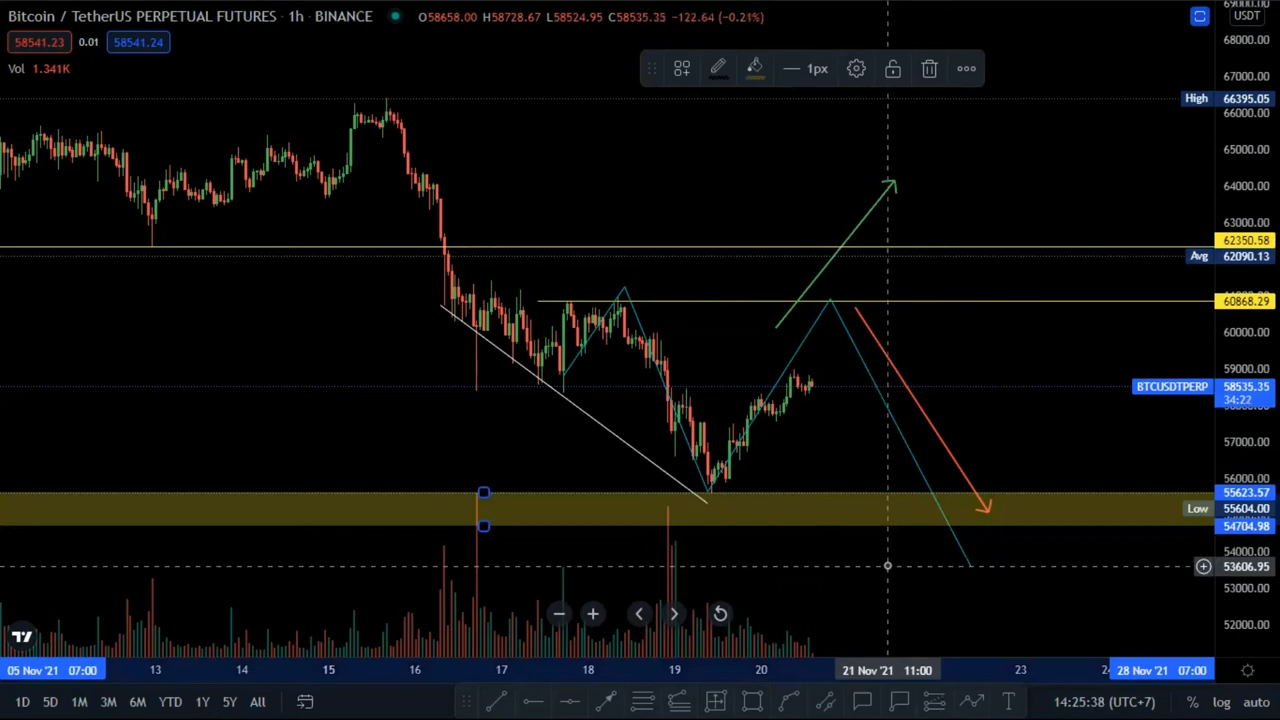 Bitcoin / TetherUS PERPETUAL FUTURES · 1h · BINANCE O58658.00 H58728.67 L58524.95 C58535.35 −122.64 (−0.21%)
USDT
58541.23 0.01 58541.24
Vol 1.341K
1px
68000.00
67000.00
High 66395.05
66000.00
65000.00
64000.00
63000.00
62350.58
Avg 62090.13
60868.29
60000.00
59000.00
BTCUSDTPERP 58535.35
34:22
57000.00
56000.00
55623.57
Low 55604.00
54704.98
54000.00
53606.95
53000.00
52000.00
05 Nov '21 07:00 13 14 15 16 17 18 19 20 21 Nov '21 11:00 23 28 Nov '21 07:00
1D 5D 1M 3M 6M YTD 1Y 5Y All 14:25:38 (UTC+7) % log auto